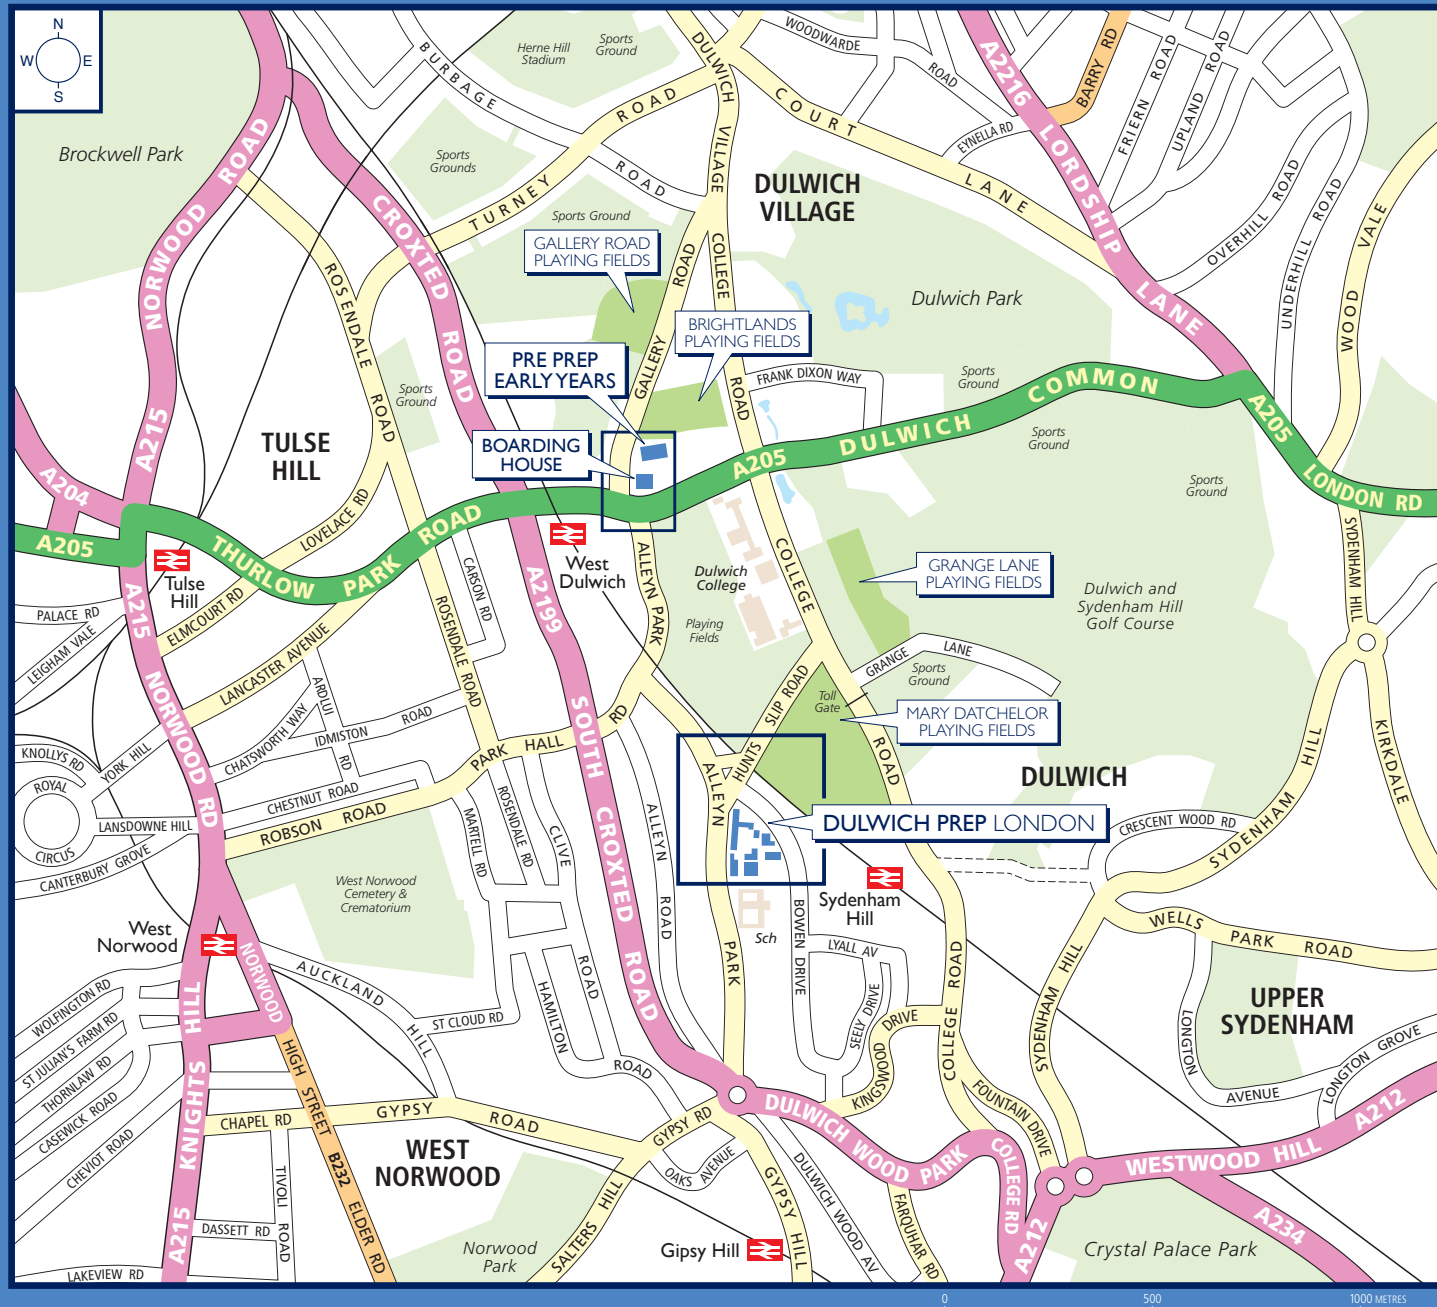 N
W
E
S
Brockwell Park
Herne Hill
Stadium
Sports
Ground
BURBAGE
ROAD
DULWICH
VILLAGE
WOODWARDE
ROAD
A2216
LORDSHIP
LANE
BARRY RD
FRIERN ROAD
UPLAND ROAD
EYNELLA RD
COURT
LANE
TURNEY
ROAD
Sports
Grounds
Sports Ground
DULWICH
VILLAGE
NORWOOD
ROAD
CROXTED
ROAD
ROSENDALE
ROAD
GALLERY ROAD
PLAYING FIELDS
GALLERY
ROAD
COLLEGE
ROAD
BRIGHTLANDS
PLAYING FIELDS
Dulwich Park
OVERHILL ROAD
UNDERHILL ROAD
WOOD
VALE
PRE PREP
EARLY YEARS
BOARDING
HOUSE
FRANK DIXON WAY
Sports
Ground
Sports
Ground
Sports
Ground
Sports
Ground
A205
DULWICH
COMMON
A205
LONDON RD
A215
TULSE
HILL
A204
A205
LOVELACE RD
THURLOW
PARK
ROAD
Tulse
Hill
West
Dulwich
PALACE RD
LEIGHAM VALE
A215
ELMCOURT RD
LANCASTER AVENUE
CARSON RD
ROSENDALE ROAD
A2199
ALLEYN PARK
Dulwich
College
Playing
Fields
COLLEGE
GRANGE LANE
PLAYING FIELDS
Dulwich and
Sydenham Hill
Golf Course
SYDENHAM HILL
GRANGE
LANE
Sports
Ground
Toll
Gate
SLIP ROAD
HUNTS
MARY DATCHELOR
PLAYING FIELDS
ROAD
NORWOOD RD
ARDLUI
RD
CHATSWORTH WAY
IDMISTON
ROAD
KNOLLYS RD
YORK HILL
ROYAL
CIRCUS
LANSDOWNE HILL
CANTERBURY GROVE
CHESTNUT ROAD
ROBSON
ROAD
PARK
HALL
RD
SOUTH
CROXTED
ROAD
MARTELL RD
ROSENDALE RD
CLIVE
ROAD
ALLEYN
ROAD
ALLEYN
PARK
DULWICH PREP LONDON
DULWICH
CRESCENT WOOD RD
SYDENHAM
HILL
KIRKDALE
West Norwood
Cemetery &
Crematorium
Sydenham
Hill
Sch
BOWEN DRIVE
LYALL AV
SEELY DRIVE
KINGSWOOD
DRIVE
COLLEGE ROAD
SYDENHAM
HILL
WELLS
PARK
ROAD
UPPER
SYDENHAM
LONGTON
AVENUE
LONGTON GROVE
West
Norwood
NORWOOD
AUCKLAND
HILL
ST CLOUD RD
HAMILTON
ROAD
WOLFINGTON RD
ST JULIAN'S FARM RD
THORNLAW RD
CASEWICK ROAD
CHEVIOT ROAD
KNIGHTS
HILL
A215
HIGH
STREET
B232
ELDER RD
CHAPEL RD
GYPSY
ROAD
GYPSY RD
WEST
NORWOOD
TIVOLI
ROAD
DASSETT RD
LAKEVIEW RD
Norwood
Park
SALTERS
HILL
OAKS
AVENUE
GYPSY
HILL
Gipsy Hill
DULWICH WOOD AV
DULWICH
WOOD
PARK
FARQUHAR RD
COLLEGE RD
FOUNTAIN DRIVE
A212
WESTWOOD
HILL
A212
A234
Crystal Palace Park
0
500
1000 METRES